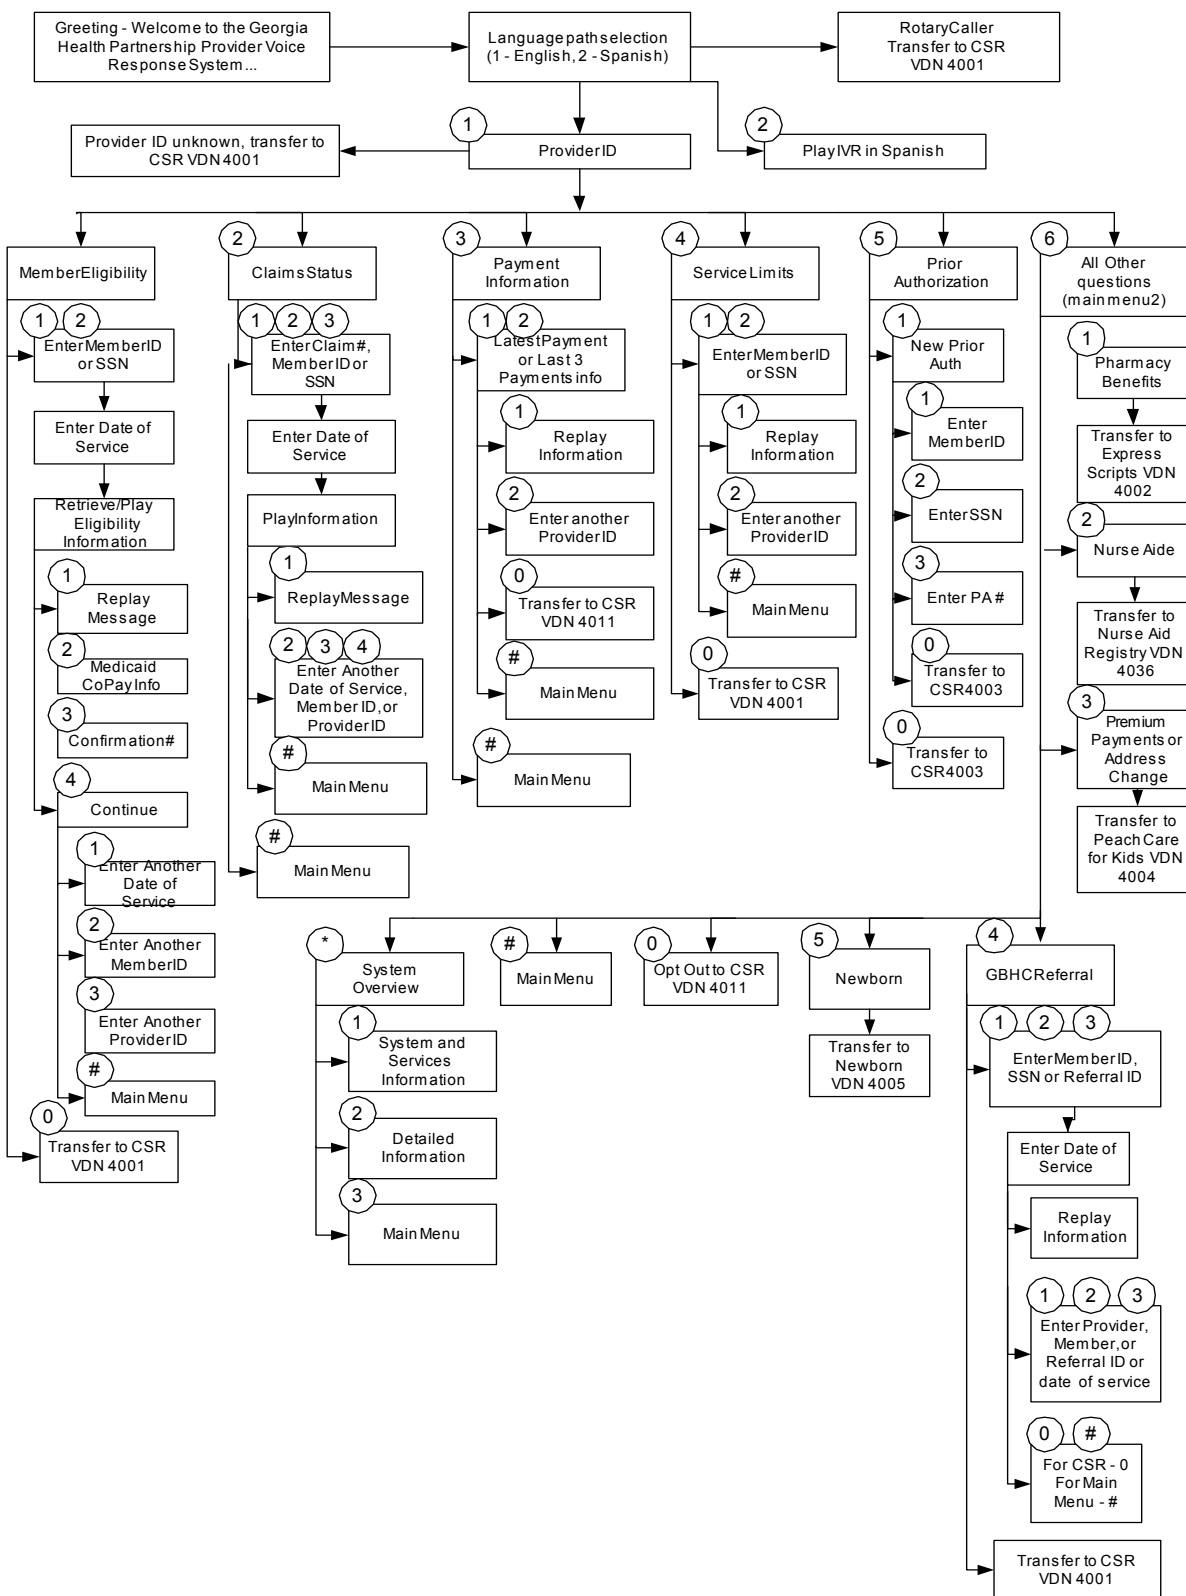 Greeting - Welcome to the Georgia
Health Partnership Provider Voice
Response System ...
Language path selection
(1 - English, 2 - Spanish)
Rotary Caller
Transfer to CSR
VDN 4001
Provider ID unknown, transfer to
CSR VDN 4001
1
Provider ID
2
Play IVR in Spanish
Member Eligibility
1 2
Enter Member ID
or SSN
Enter Date of
Service
Retrieve/Play
Eligibility
Information
1
Replay
Message
2
Medicaid
CoPay Info
3
Confirmation #
4
Continue
1
Enter Another
Date of
Service
2
Enter Another
Member ID
3
Enter Another
Provider ID
#
Main Menu
0
Transfer to CSR
VDN 4001
2
Claims Status
1 2 3
Enter Claim #,
Member ID or
SSN
Enter Date of
Service
Play Information
1
Replay Message
2 3 4
Enter Another
Date of Service,
Member ID, or
Provider ID
#
Main Menu
#
Main Menu
3
Payment
Information
1 2
Latest Payment
or Last 3
Payments info
1
Replay
Information
2
Enter another
Provider ID
0
Transfer to CSR
VDN 4011
#
Main Menu
#
Main Menu
4
Service Limits
1 2
Enter Member ID
or SSN
1
Replay
Information
2
Enter another
Provider ID
#
Main Menu
0
Transfer to CSR
VDN 4001
5
Prior
Authorization
1
New Prior
Auth
1
Enter
Member ID
2
Enter SSN
3
Enter PA #
0
Transfer to
CSR 4003
0
Transfer to
CSR 4003
6
All Other
questions
(main menu 2)
1
Pharmacy
Benefits
Transfer to
Express
Scripts VDN
4002
2
Nurse Aide
Transfer to
Nurse Aid
Registry VDN
4036
3
Premium
Payments or
Address
Change
Transfer to
Peach Care
for Kids VDN
4004
*
System
Overview
1
System and
Services
Information
2
Detailed
Information
3
Main Menu
#
Main Menu
0
Opt Out to CSR
VDN 4011
5
Newborn
Transfer to
Newborn
VDN 4005
4
GBHC Referral
1 2 3
Enter Member ID,
SSN or Referral ID
Enter Date of
Service
Replay
Information
1 2 3
Enter Provider,
Member, or
Referral ID or
date of service
0 #
For CSR - 0
For Main
Menu - #
Transfer to CSR
VDN 4001